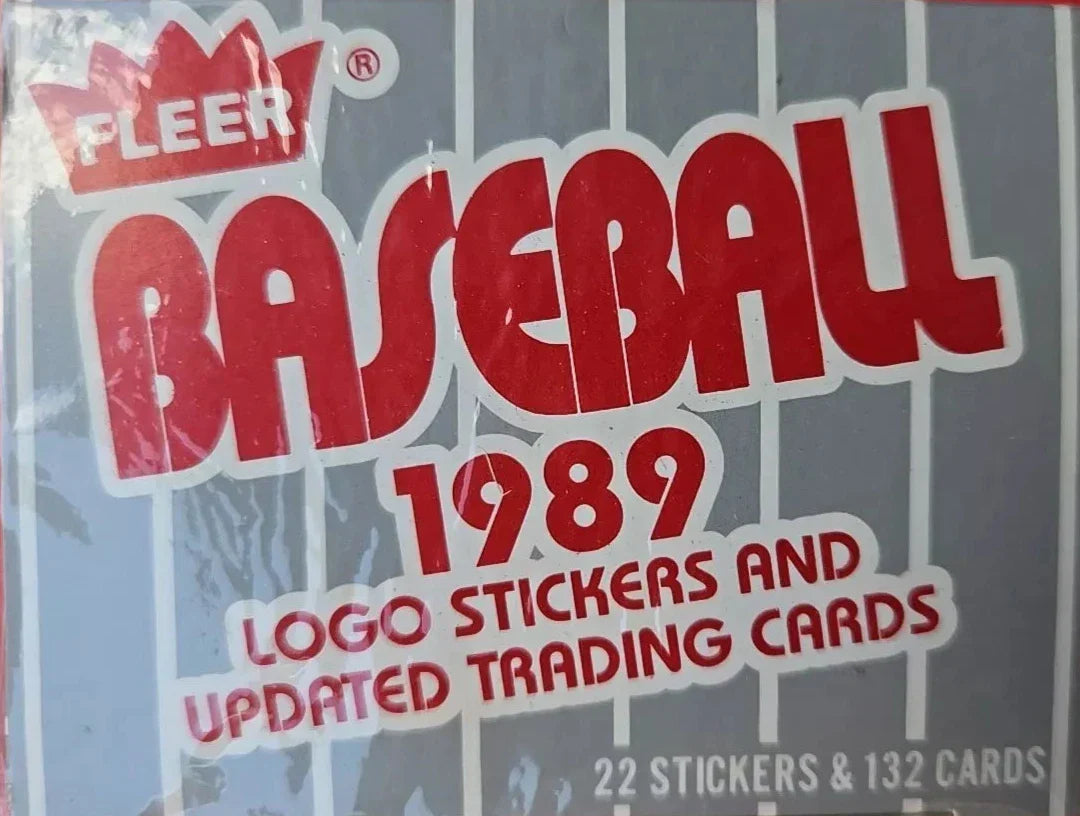 FLEER ®
BASEBALL
1989
LOGO STICKERS AND
UPDATED TRADING CARDS
22 STICKERS & 132 CARDS